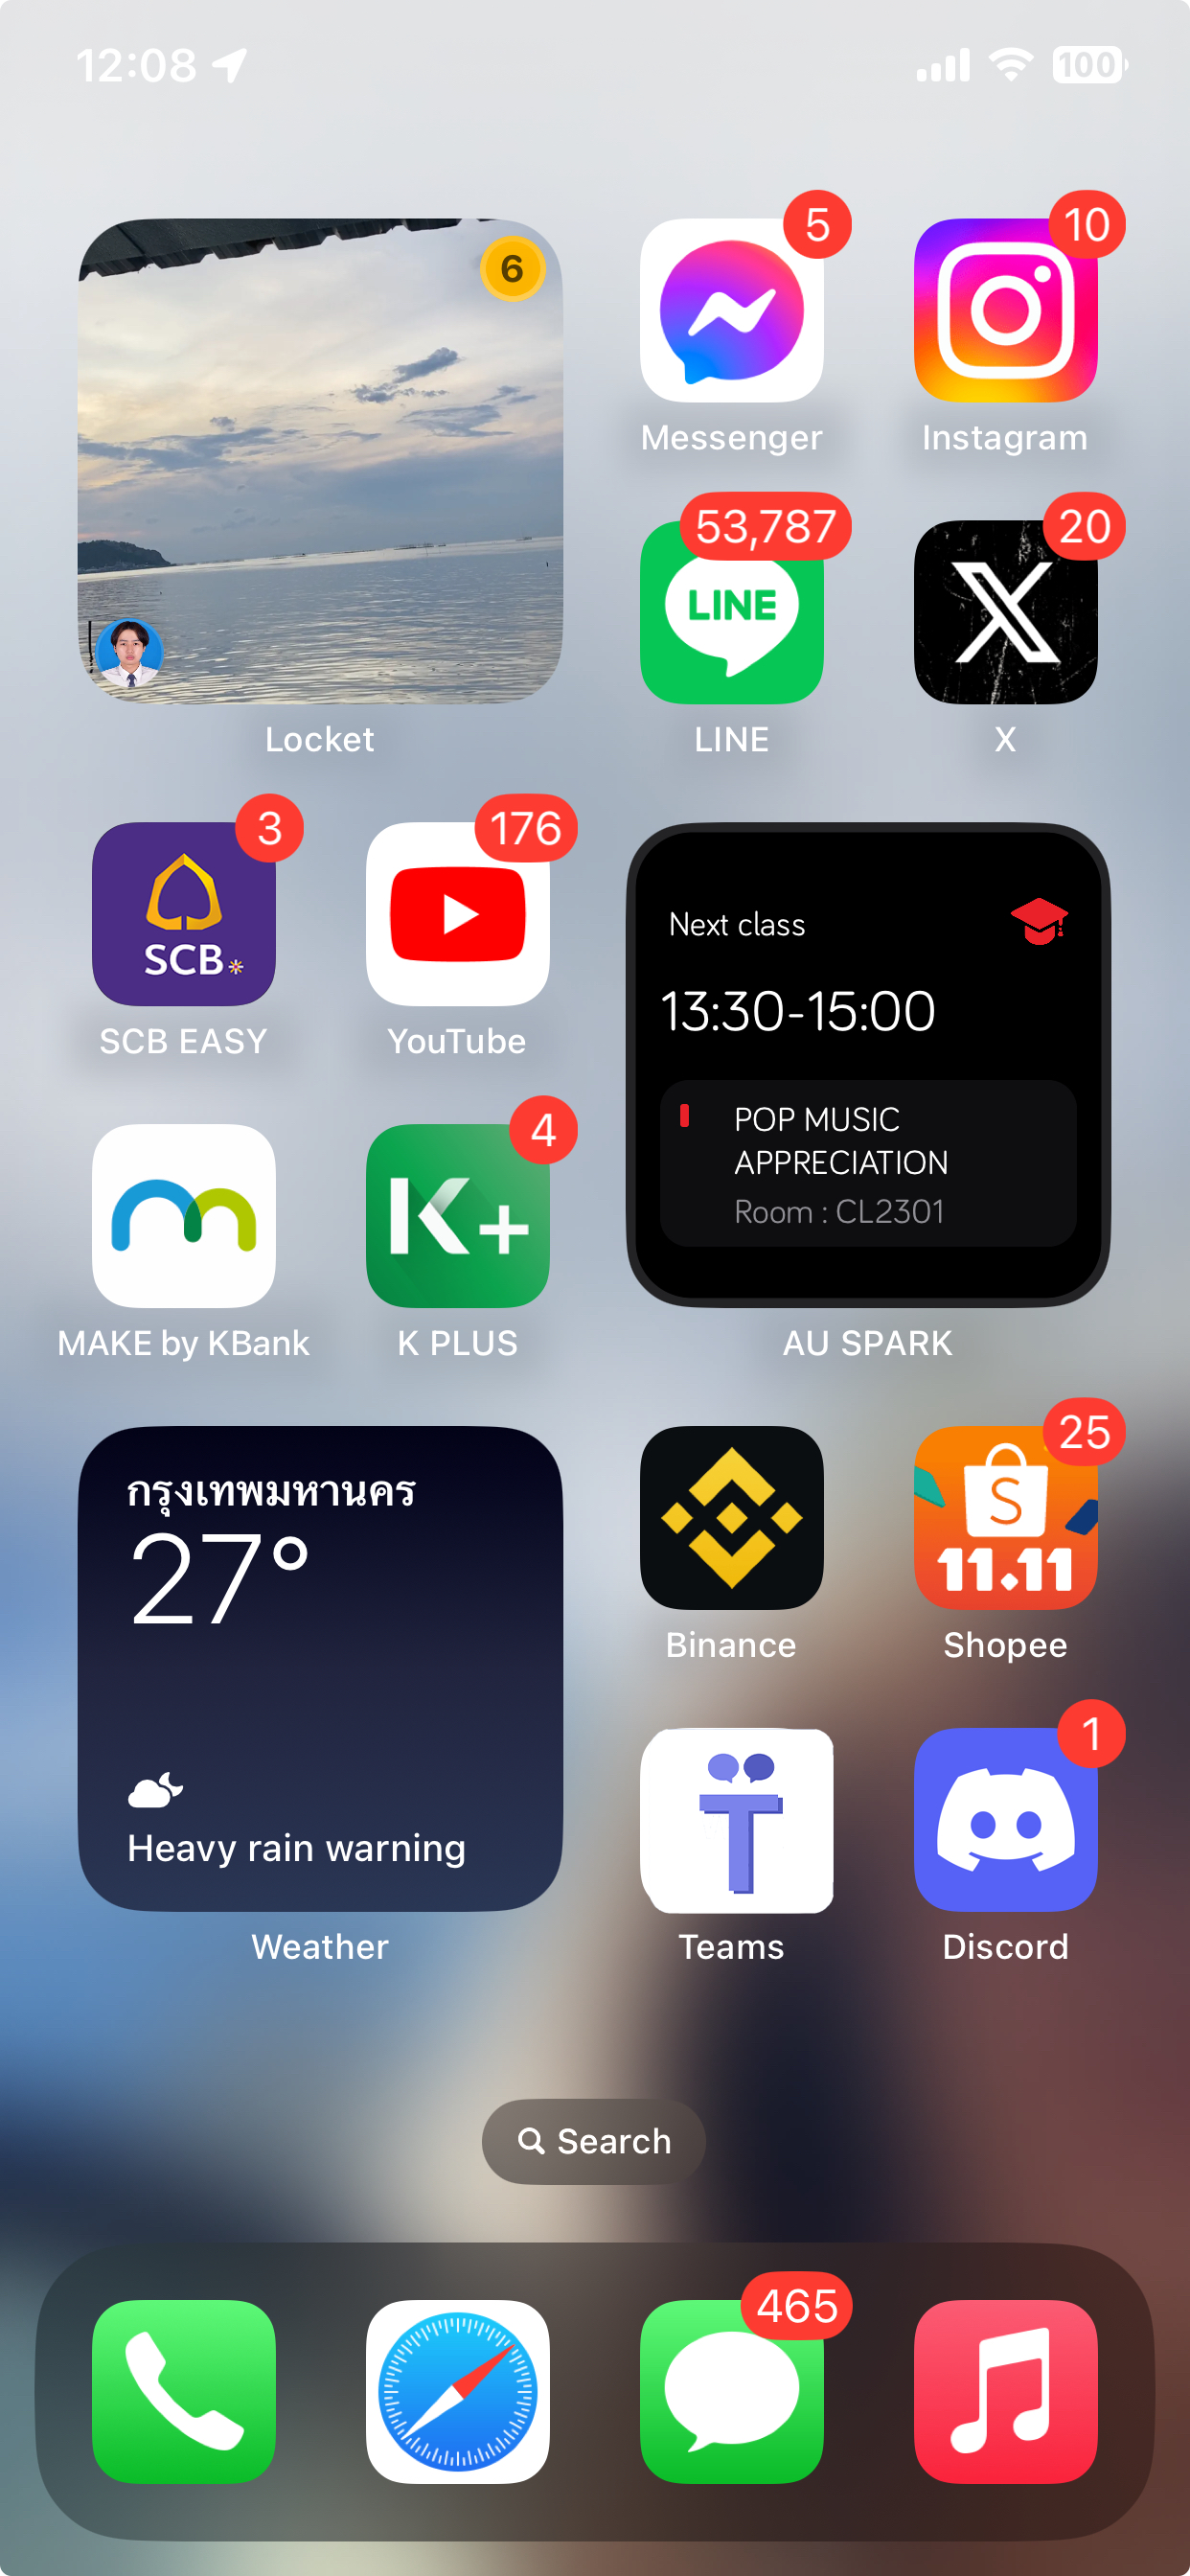 12:08
100
6
5
10
Messenger
Instagram
53,787
20
LINE
Locket
LINE
X
3
176
SCB
SCB EASY
YouTube
Next class
13:30-15:00
POP MUSIC
APPRECIATION
Room : CL2301
4
K+
MAKE by KBank
K PLUS
AU SPARK
กรุงเทพมหานคร
27°
Heavy rain warning
Weather
25
S
11.11
Binance
Shopee
T
1
Teams
Discord
Search
465